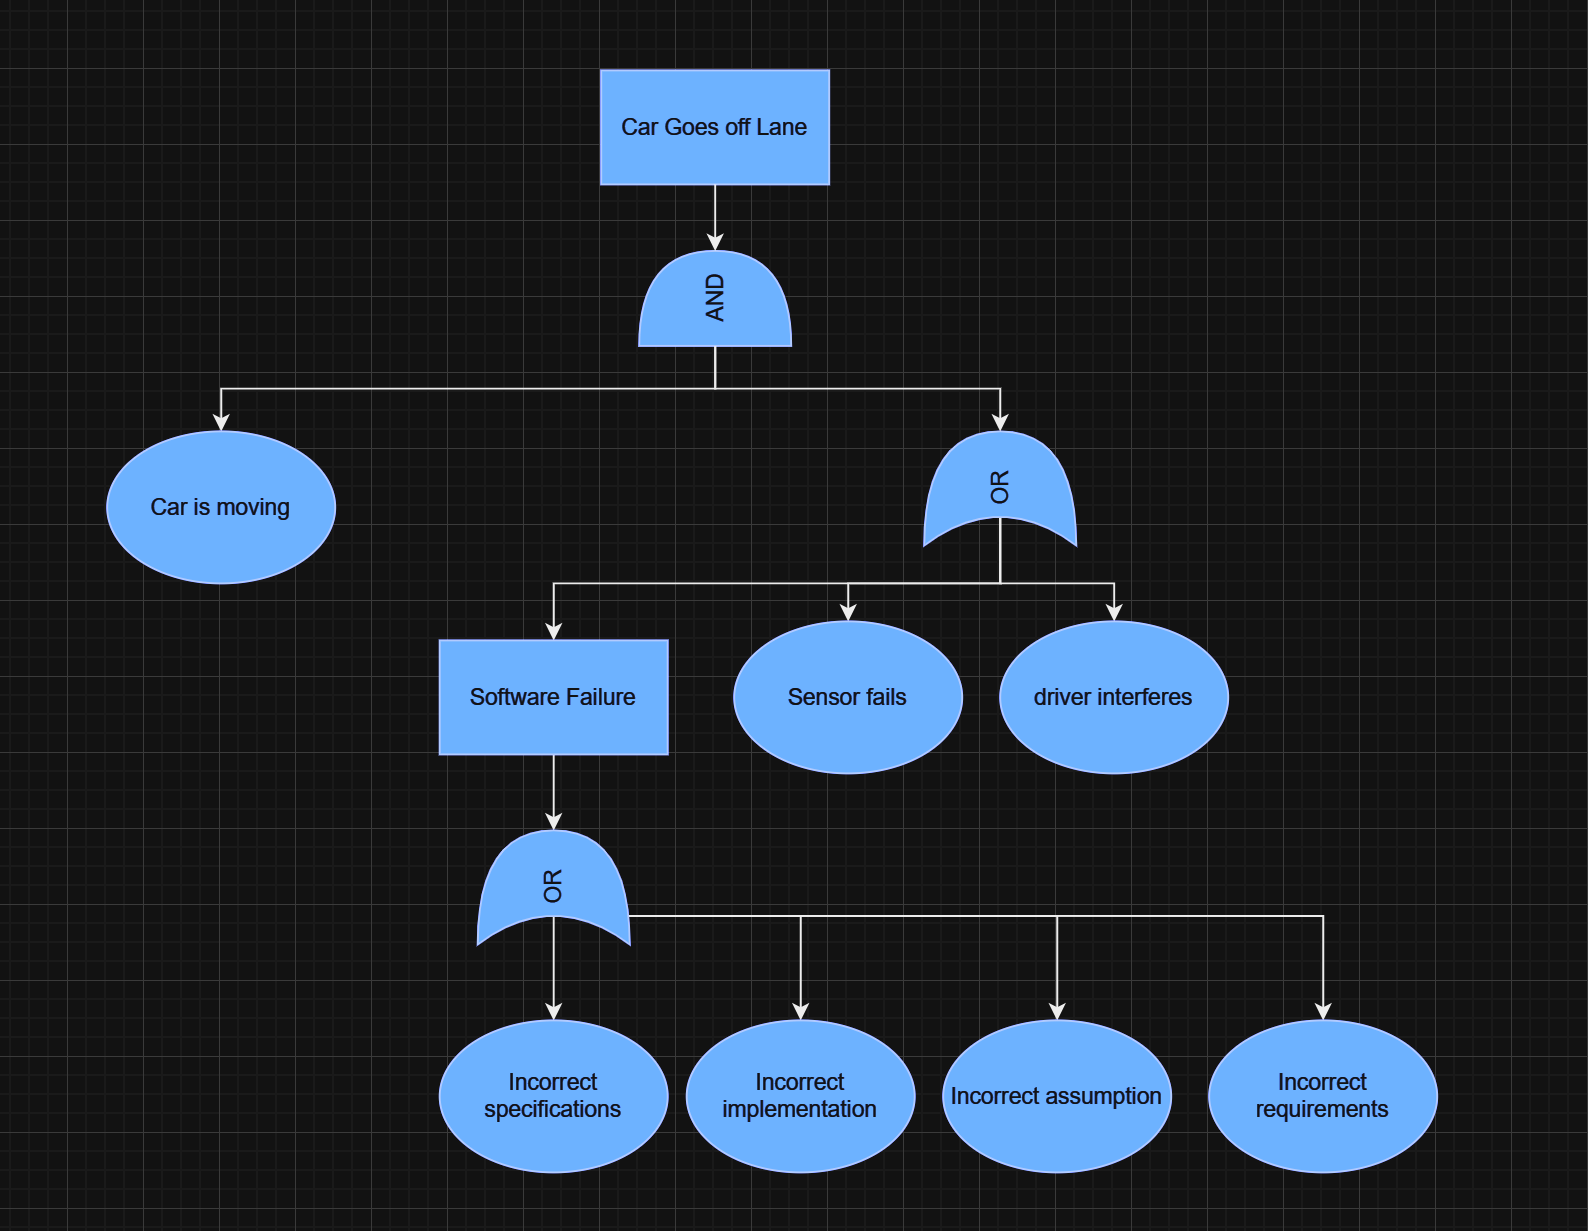 Car Goes off Lane
AND
Car is moving
OR
Software Failure
Sensor fails
driver interferes
OR
Incorrect
specifications
Incorrect
implementation
Incorrect assumption
Incorrect
requirements